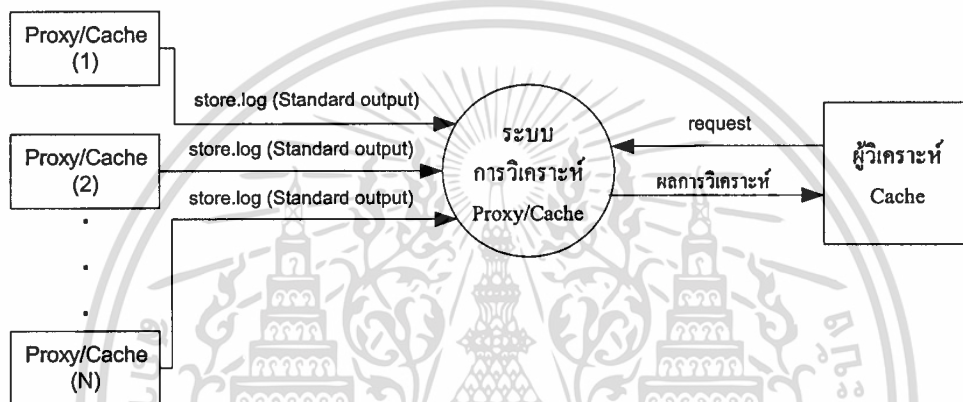 Proxy/Cache
(1)
store.log (Standard output)
Proxy/Cache
(2)
store.log (Standard output)
store.log (Standard output)
Proxy/Cache
(N)
ระบบ
การวิเคราะห์
Proxy/Cache
request
ผลการวิเคราะห์
ผู้วิเคราะห์
Cache